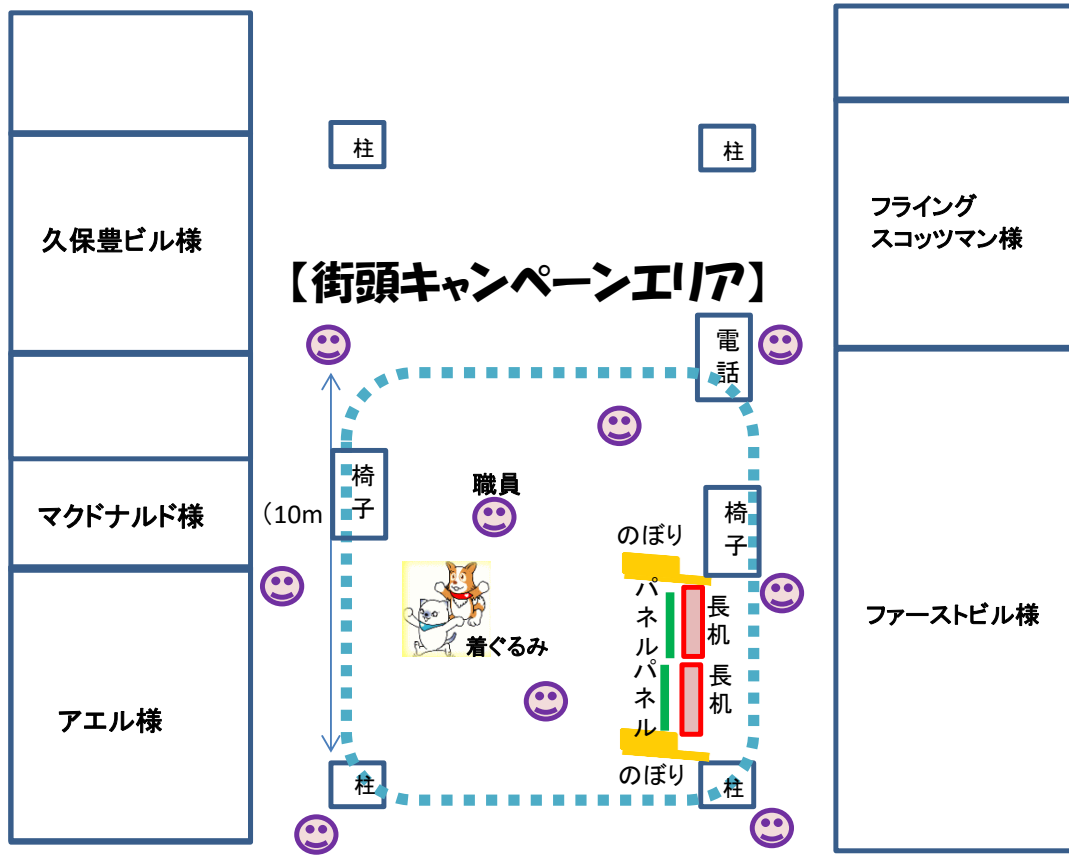 柱
柱
久保豊ビル様
フライング
スコッツマン様
【街頭キャンペーンエリア】
電話
椅子
職員
マクドナルド様
(10m
椅子
のぼり
パネル
長机
着ぐるみ
ファーストビル様
パネル
長机
アエル様
のぼり
柱
柱